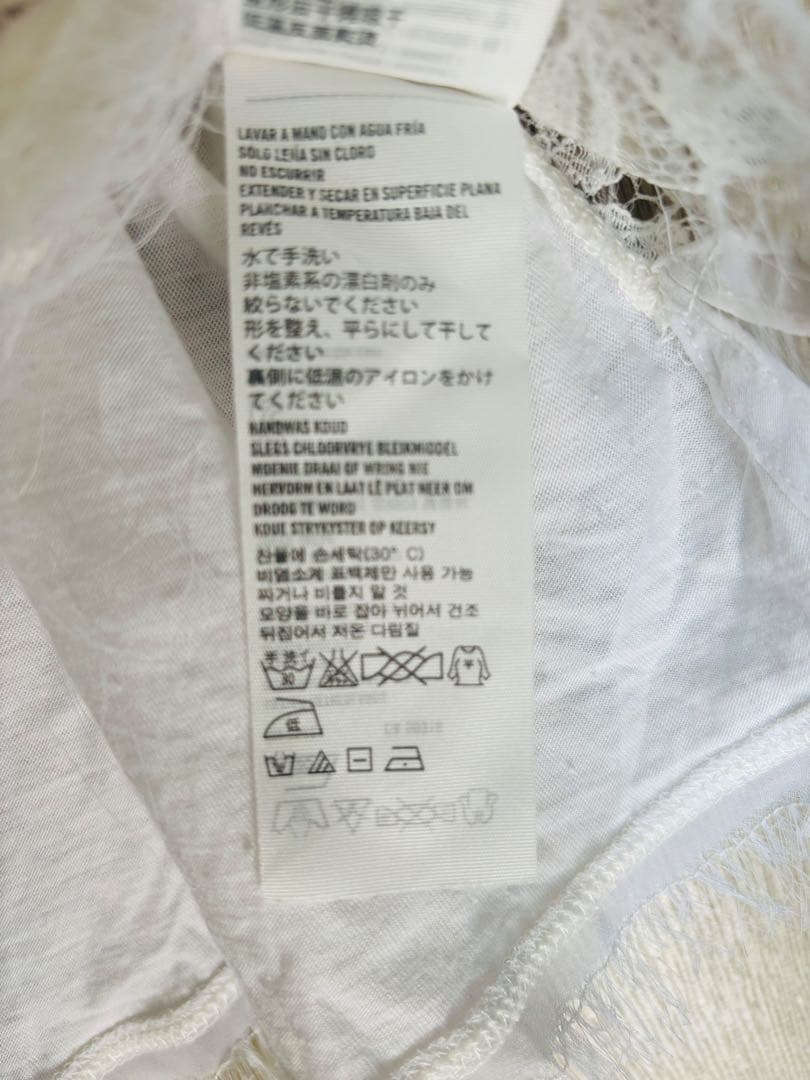 LAVAR A MANO CON AGUA FRÍA
SÓLO LEJÍA SIN CLORO
NO ESCURRIR
EXTENDER Y SECAR EN SUPERFICIE PLANA
PLANCHAR A TEMPERATURA BAJA DEL
REVÉS
水で手洗い
非塩素系の漂白剤のみ
絞らないでください
形を整え、平らにして干して
ください
裏側に低温のアイロンをかけ
てください
HANDWAS KOUD
SLEGS CHLOORVRYE BLEIKMIDDEL
MOENIE DRAAI OF WRING NIE
HERVORM EN LAAT LÊ PLAT NEER OM
DROOG TE WORD
KOUE STRYKYSTER OP KEERSY
찬물에 손세탁(30° C)
비염소계 표백제만 사용 가능
짜거나 비틀지 말 것
모양을 바로 잡아 뉘어서 건조
뒤집어서 저온 다림질
手洗イ
30
低